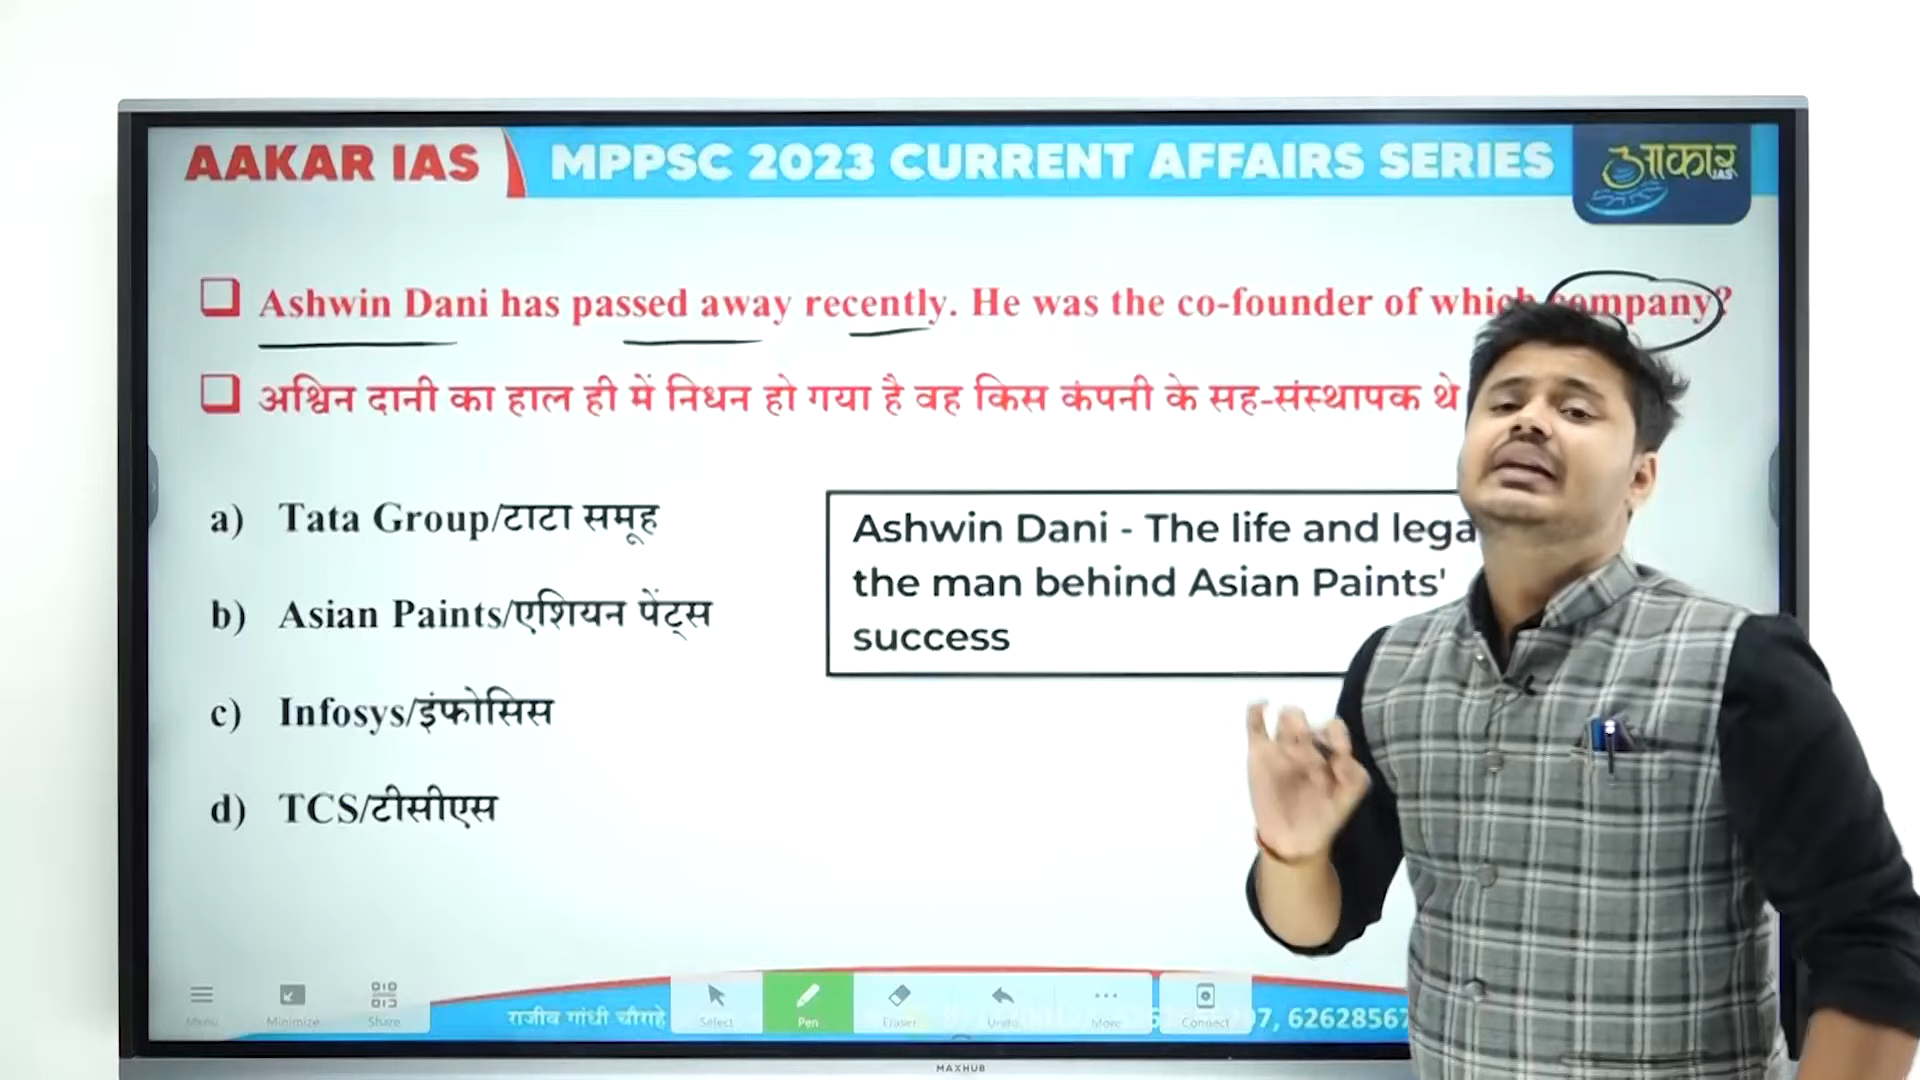 AAKAR IAS
MPPSC 2023 CURRENT AFFAIRS SERIES
आकार
IAS
Ashwin Dani has passed away recently. He was the co-founder of which company?
अश्विन दानी का हाल ही में निधन हो गया है वह किस कंपनी के सह-संस्थापक थे
a) Tata Group/टाटा समूह
b) Asian Paints/एशियन पेंट्स
c) Infosys/इंफोसिस
d) TCS/टीसीएस
Ashwin Dani - The life and lega
the man behind Asian Paints'
success
Menu
Minimize
Share
राजीव गांधी चौराहे
Select
Pen
Eraser
Undo
More
Connect
7, 6262856
MAXHUB